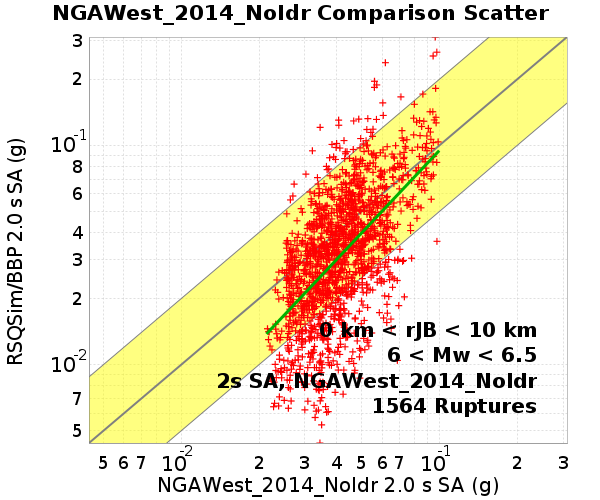 NGAWest_2014_NoIdr Comparison Scatter
3
2
10-1
8
6
4
3
2
10-2
7
5
RSQSim/BBP 2.0 s SA (g)
0 km < rJB < 10 km
6 < Mw < 6.5
2s SA, NGAWest_2014_NoIdr
1564 Ruptures
5 6 7 10-2 2 3 4 5 6 7 10-1 2 3
NGAWest_2014_NoIdr 2.0 s SA (g)